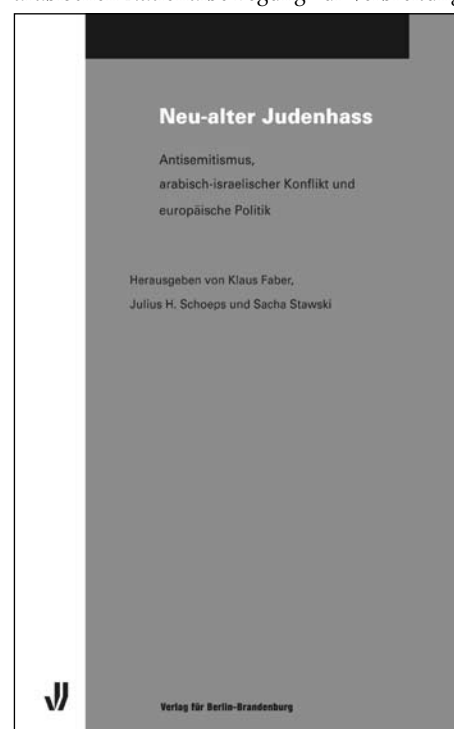 Neu-alter Judenhass
Antisemitismus,
arabisch-israelischer Konflikt und
europäische Politik
Herausgeben von Klaus Faber,
Julius H. Schoeps und Sacha Stawski
Verlag für Berlin-Brandenburg